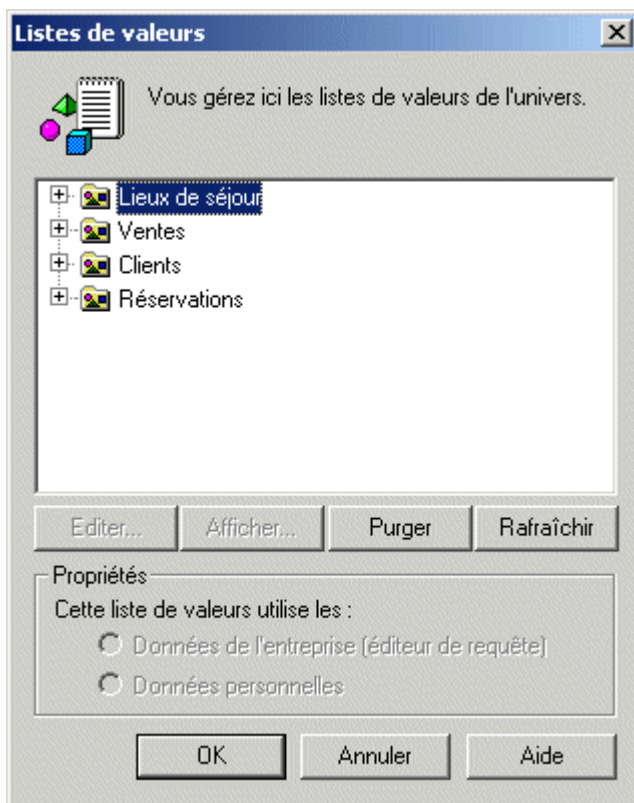 Listes de valeurs
Vous gérez ici les listes de valeurs de l'univers.
Lieux de séjour
Ventes
Clients
Réservations
Editer... Afficher... Purger Rafraîchir
Propriétés
Cette liste de valeurs utilise les :
Données de l'entreprise (éditeur de requête)
Données personnelles
OK Annuler Aide